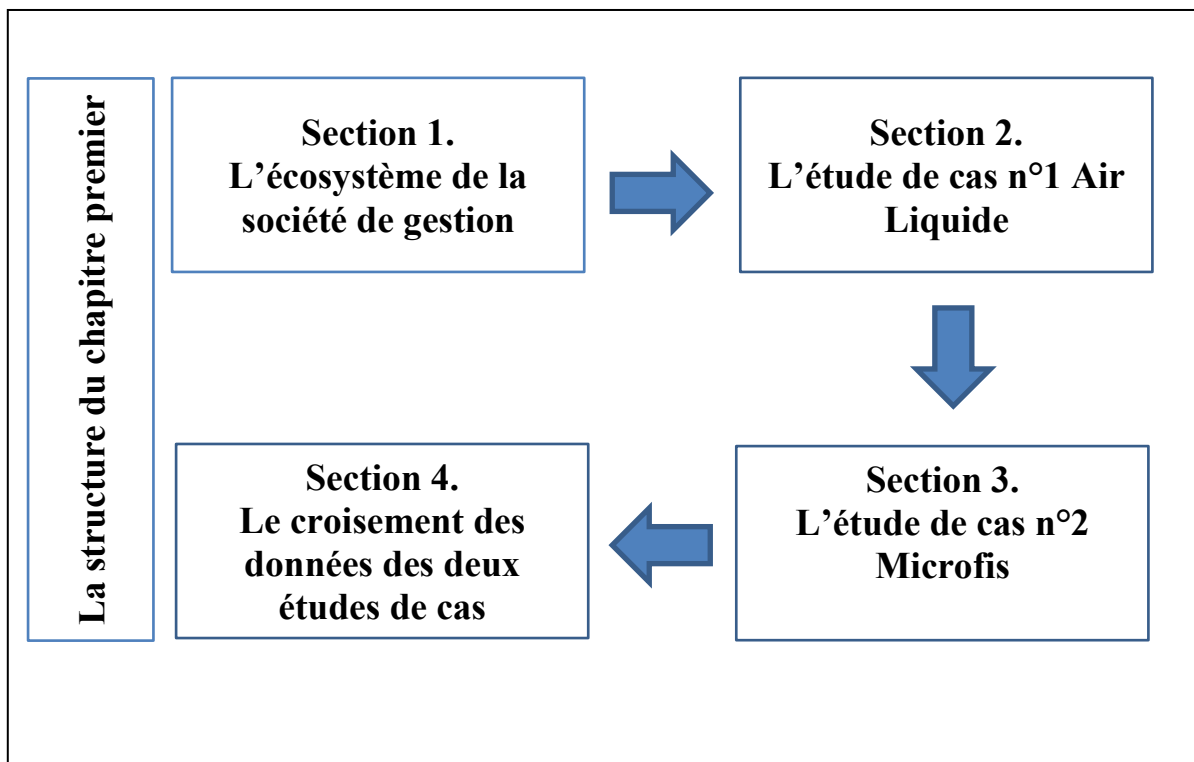 La structure du chapitre premier
Section 1.
L’écosystème de la
société de gestion
Section 2.
L’étude de cas n°1 Air
Liquide
Section 3.
L’étude de cas n°2
Microfis
Section 4.
Le croisement des
données des deux
études de cas